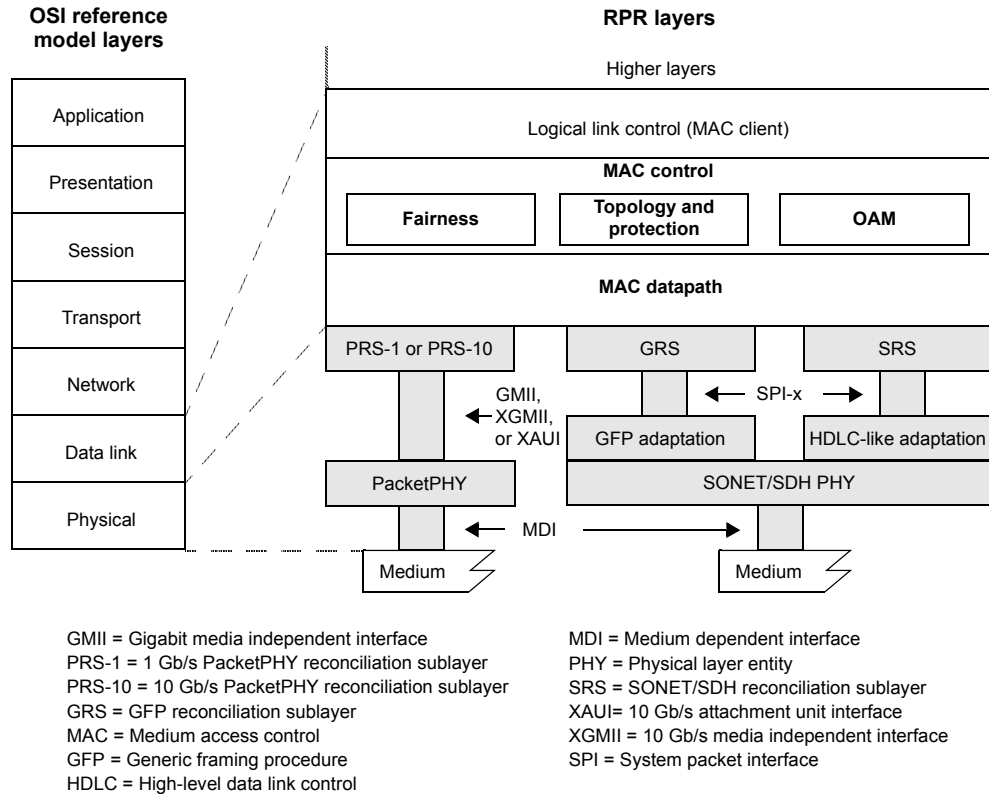 OSI reference
model layers
RPR layers
Application
Presentation
Session
Transport
Network
Data link
Physical
Higher layers
Logical link control (MAC client)
MAC control
Fairness
Topology and
protection
OAM
MAC datapath
PRS-1 or PRS-10
GRS
SRS
GMII,
XGMII,
or XAUI
SPI-x
GFP adaptation
HDLC-like adaptation
PacketPHY
SONET/SDH PHY
MDI
Medium
Medium
GMII = Gigabit media independent interface
PRS-1 = 1 Gb/s PacketPHY reconciliation sublayer
PRS-10 = 10 Gb/s PacketPHY reconciliation sublayer
GRS = GFP reconciliation sublayer
MAC = Medium access control
GFP = Generic framing procedure
HDLC = High-level data link control
MDI = Medium dependent interface
PHY = Physical layer entity
SRS = SONET/SDH reconciliation sublayer
XAUI= 10 Gb/s attachment unit interface
XGMII = 10 Gb/s media independent interface
SPI = System packet interface